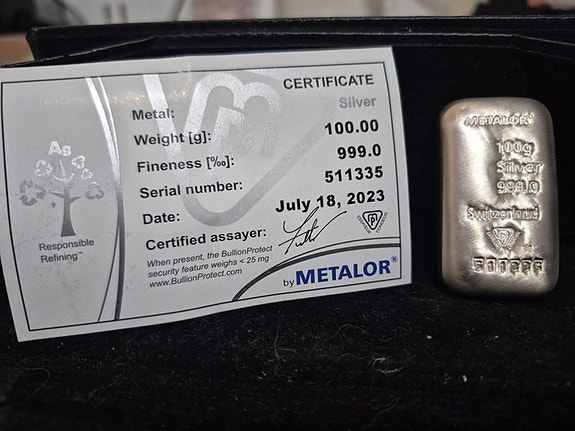 CERTIFICATE
Metal: Silver
Weight [g]: 100.00
Fineness [‰]: 999.0
Serial number: 511335
Date: July 18, 2023
Certified assayer:
When present, the BullionProtect
security feature weighs < 25 mg
www.BullionProtect.com
by METALOR®
Ag
Responsible
Refining™
METALOR®
100g
Silver
999.0
Switzerland